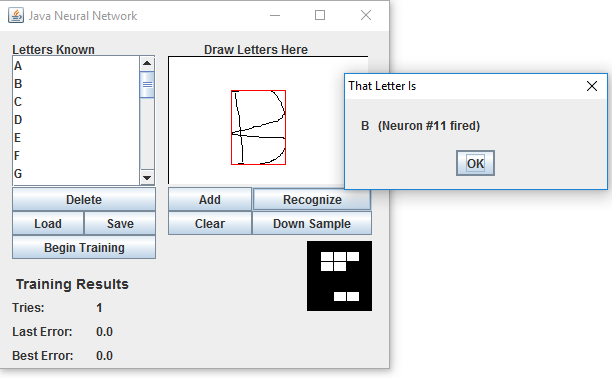 Java Neural Network
Letters Known
A
B
C
D
E
F
G
Delete
Load Save
Begin Training
Training Results
Tries: 1
Last Error: 0.0
Best Error: 0.0
Draw Letters Here
B
Add Recognize
Clear Down Sample
That Letter Is
B (Neuron #11 fired)
OK